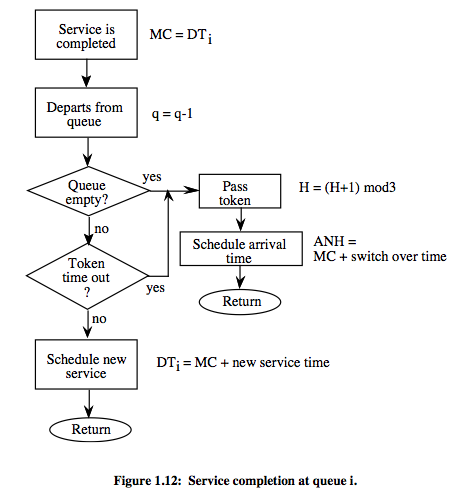 Service is
completed
MC = DTi
Departs from
queue
q = q-1
Queue
empty?
yes
Pass
token
H = (H+1) mod3
no
Schedule arrival
time
ANH =
MC + switch over time
Token
time out
?
yes
Return
no
Schedule new
service
DTi = MC + new service time
Return
Figure 1.12: Service completion at queue i.